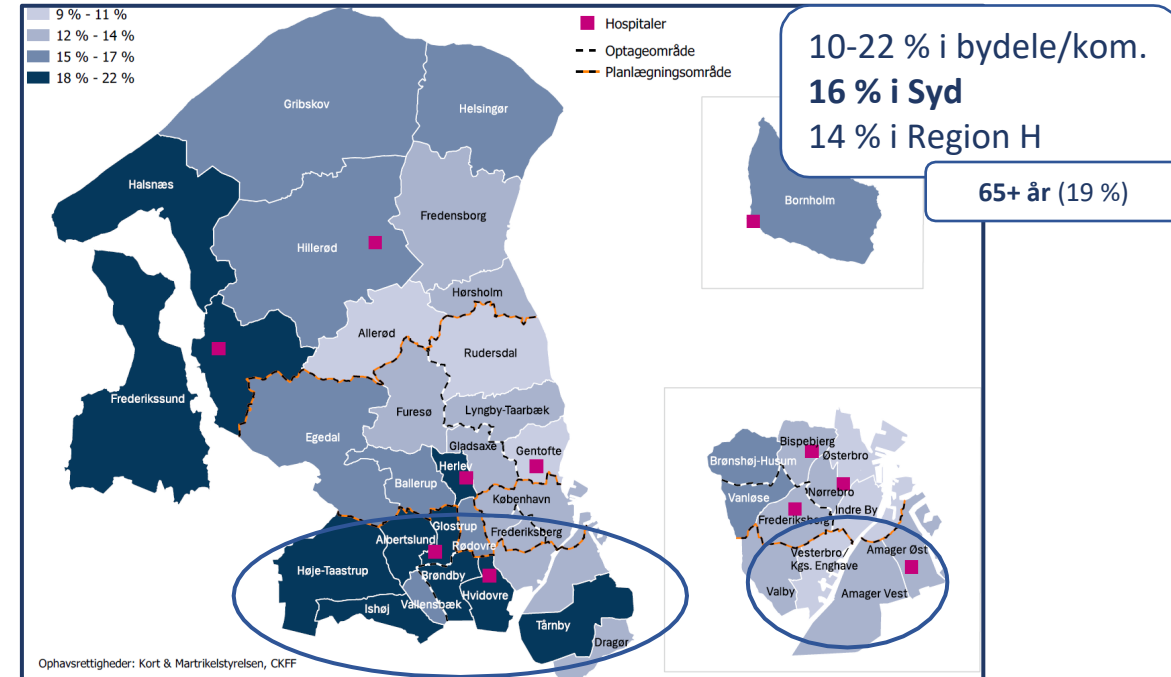 9 % - 11 %
12 % - 14 %
15 % - 17 %
18 % - 22 %
Hospitaler
Optageområde
Planlægningsområde
10-22 % i bydele/kom.
16 % i Syd
14 % i Region H
65+ år (19 %)
Gribskov
Helsingør
Halsnæs
Fredensborg
Hillerød
Bornholm
Hørsholm
Allerød
Rudersdal
Frederikssund
Furesø
Lyngby-Taarbæk
Egedal
Gladsaxe
Gentofte
Herlev
Ballerup
København
Glostrup
Frederiksberg
Albertslund
Rødovre
Høje-Taastrup
Brøndby
Hvidovre
Vallensbæk
Ishøj
Tårnby
Dragør
Bispebjerg
Østerbro
Brønshøj-Husum
Vanløse
Nørrebro
Indre By
Frederiksberg
Vesterbro/
Kgs. Enghave
Amager Øst
Valby
Amager Vest
Ophavsrettigheder: Kort & Martrikelstyrelsen, CKFF